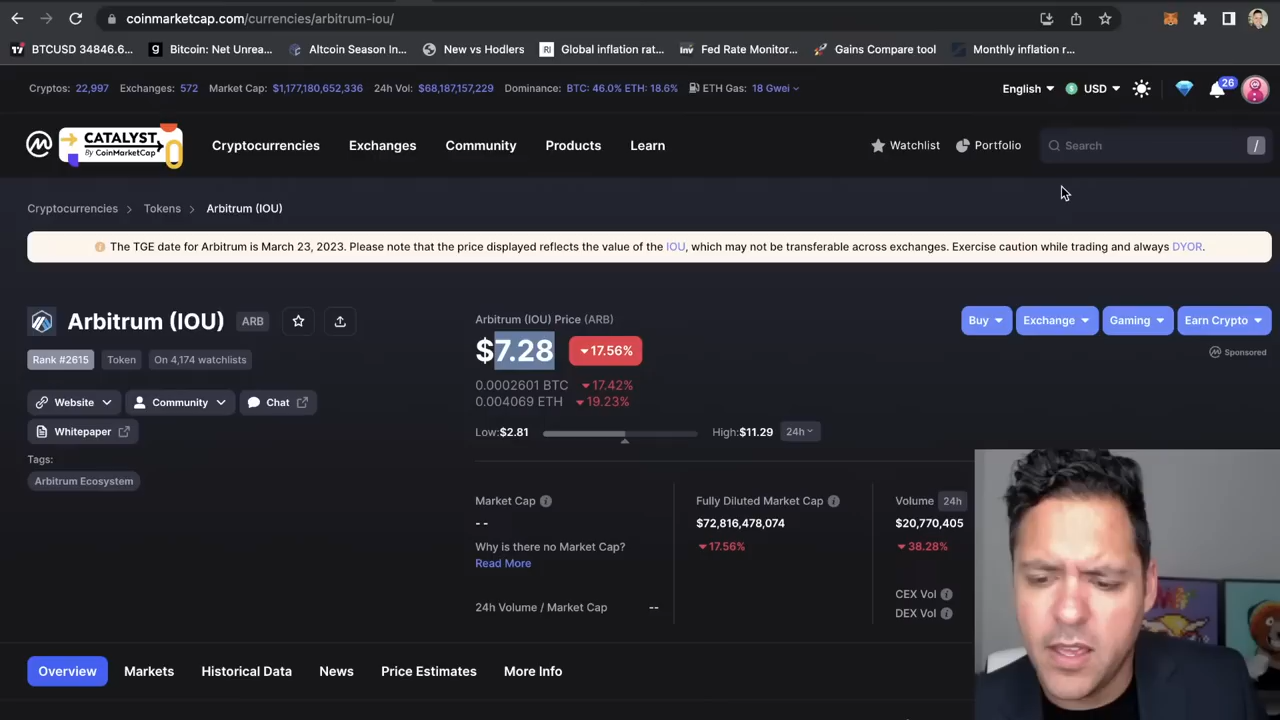 coinmarketcap.com/currencies/arbitrum-iou/
BTCUSD 34846.6... Bitcoin: Net Unrea... Altcoin Season In... New vs Hodlers Global inflation rat... Fed Rate Monitor... Gains Compare tool Monthly inflation r...
Cryptos: 22,997 Exchanges: 572 Market Cap: $1,177,180,652,336 24h Vol: $68,187,157,229 Dominance: BTC: 46.0% ETH: 18.6% ETH Gas: 18 Gwei English USD 26
CATALYST
By CoinMarketCap
Cryptocurrencies Exchanges Community Products Learn Watchlist Portfolio Search /
Cryptocurrencies > Tokens > Arbitrum (IOU)
The TGE date for Arbitrum is March 23, 2023. Please note that the price displayed reflects the value of the IOU, which may not be transferable across exchanges. Exercise caution while trading and always DYOR.
Arbitrum (IOU) ARB
Rank #2615 Token On 4,174 watchlists
Website Community Chat
Whitepaper
Tags:
Arbitrum Ecosystem
Arbitrum (IOU) Price (ARB)
$7.28 17.56%
0.0002601 BTC 17.42%
0.004069 ETH 19.23%
Low:$2.81 High:$11.29 24h
Buy Exchange Gaming Earn Crypto
Sponsored
Market Cap
- -
Why is there no Market Cap?
Read More
24h Volume / Market Cap --
Fully Diluted Market Cap
$72,816,478,074
17.56%
Volume 24h
$20,770,405
38.28%
CEX Vol
DEX Vol
Overview Markets Historical Data News Price Estimates More Info